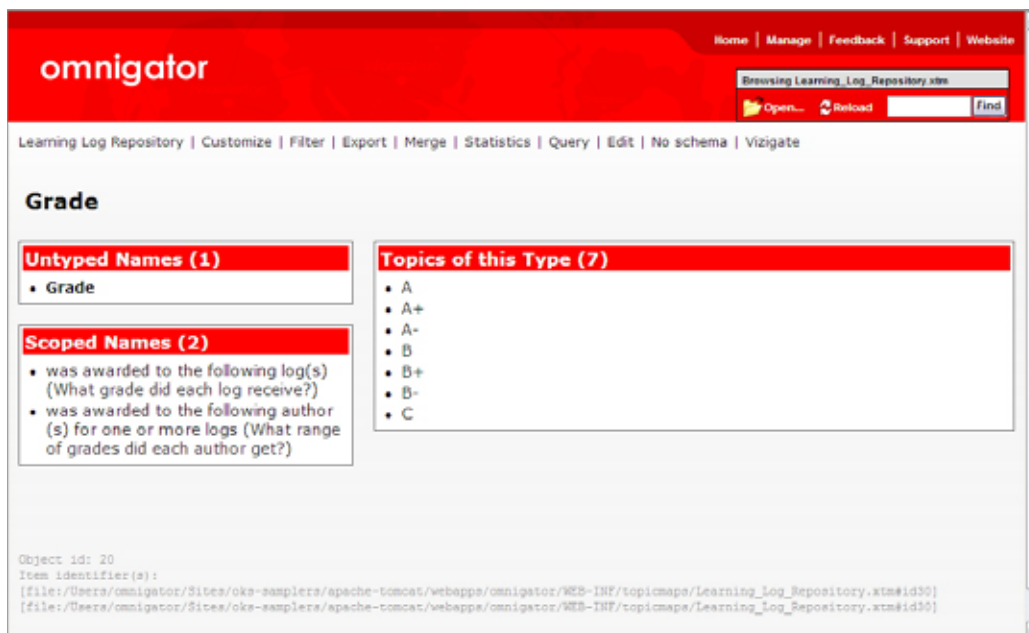 Home | Manage | Feedback | Support | Website
omnigator
Browsing Learning_Log_Repository.xtm
Open... Reload Find
Learning Log Repository | Customize | Filter | Export | Merge | Statistics | Query | Edit | No schema | Vizigate
Grade
Untyped Names (1)
• Grade
Scoped Names (2)
• was awarded to the following log(s)
(What grade did each log receive?)
• was awarded to the following author
(s) for one or more logs (What range
of grades did each author get?)
Topics of this Type (7)
• A
• A+
• A-
• B
• B+
• B-
• C
Object id: 20
Item identifier(s):
[file:/Users/omnigator/Sites/oks-samplers/apache-tomcat/webapps/omnigator/WEB-INF/topicmaps/Learning_Log_Repository.xtm#id30]
[file:/Users/omnigator/Sites/oks-samplers/apache-tomcat/webapps/omnigator/WEB-INF/topicmaps/Learning_Log_Repository.xtm#id30]